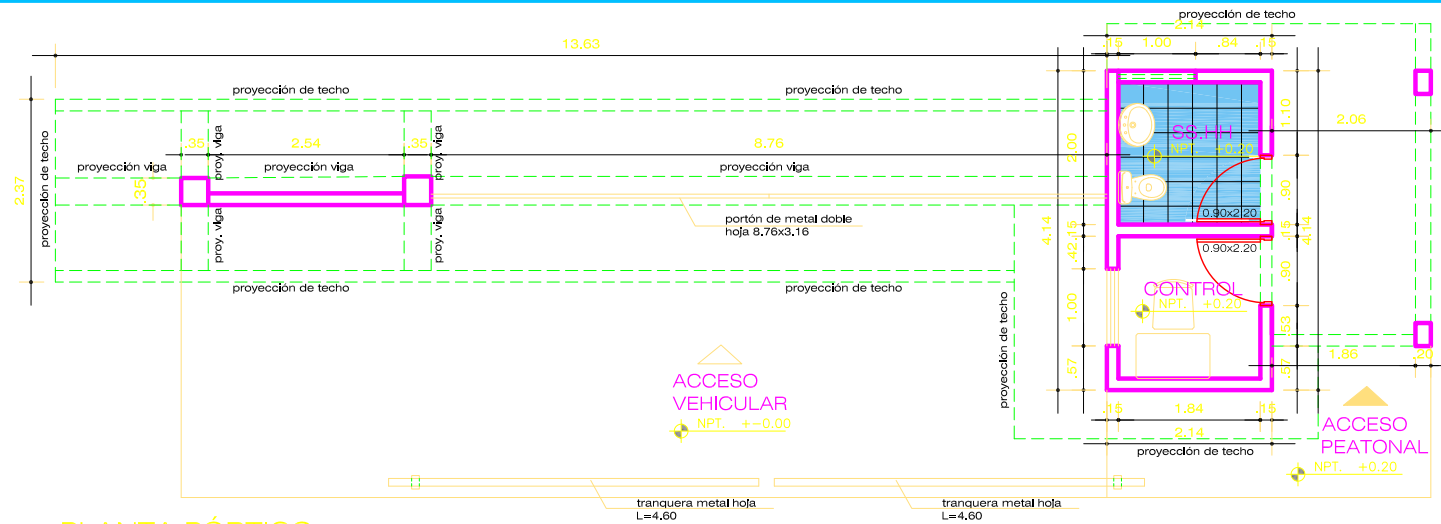 proyección de techo
2.14
13.63
.15 1.00 .64 .15
proyección de techo
proyección de techo
2.37
proyección de techo
1.10
2.06
SS.HH
.35 2.54 .35 8.76
2.00
NPT. +0.20
proyección viga
proy. viga
proyección viga
proy. viga
proyección viga
.35
.90
portón de metal doble
hoja 8.76x3.16
0.90x2.20
proy. viga
proy. viga
4.14
.15
.15
4.14
.42
0.90x2.20
.90
proyección de techo
proyección de techo
CONTROL
NPT. +0.20
1.00
proyección de techo
.53
1.86 .20
.57
.57
ACCESO
VEHICULAR
NPT. +-0.00
.15 1.84 .15
2.14
proyección de techo
ACCESO
PEATONAL
NPT. +0.20
tranquera metal hoja
L=4.60
tranquera metal hoja
L=4.60